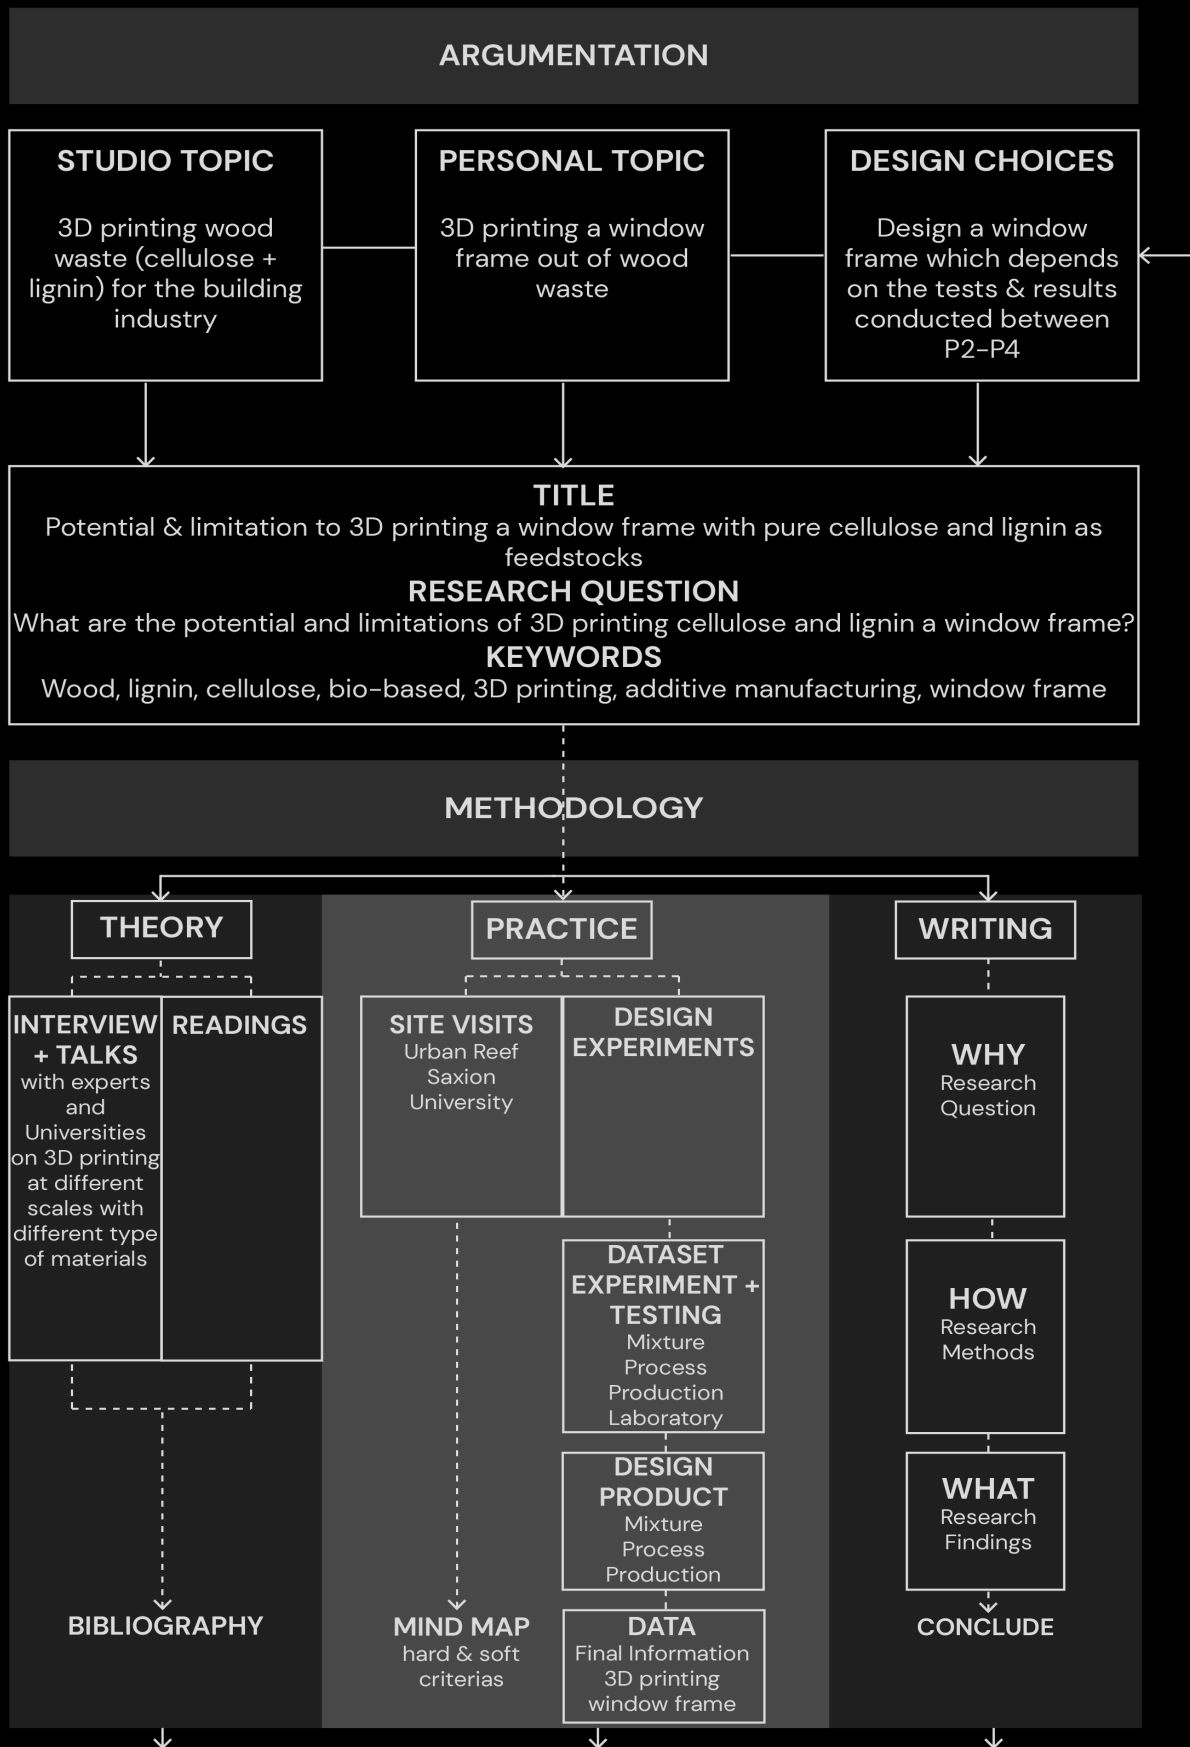 ARGUMENTATION
STUDIO TOPIC
3D printing wood
waste (cellulose +
lignin) for the building
industry
PERSONAL TOPIC
3D printing a window
frame out of wood
waste
DESIGN CHOICES
Design a window
frame which depends
on the tests & results
conducted between
P2-P4
TITLE
Potential & limitation to 3D printing a window frame with pure cellulose and lignin as
feedstocks
RESEARCH QUESTION
What are the potential and limitations of 3D printing cellulose and lignin a window frame?
KEYWORDS
Wood, lignin, cellulose, bio-based, 3D printing, additive manufacturing, window frame
METHODOLOGY
THEORY
INTERVIEW
+ TALKS
with experts
and
Universities
on 3D printing
at different
scales with
different type
of materials
READINGS
BIBLIOGRAPHY
PRACTICE
SITE VISITS
Urban Reef
Saxion
University
MIND MAP
hard & soft
criterias
DESIGN
EXPERIMENTS
DATASET
EXPERIMENT +
TESTING
Mixture
Process
Production
Laboratory
DESIGN
PRODUCT
Mixture
Process
Production
DATA
Final Information
3D printing
window frame
WRITING
WHY
Research
Question
HOW
Research
Methods
WHAT
Research
Findings
CONCLUDE